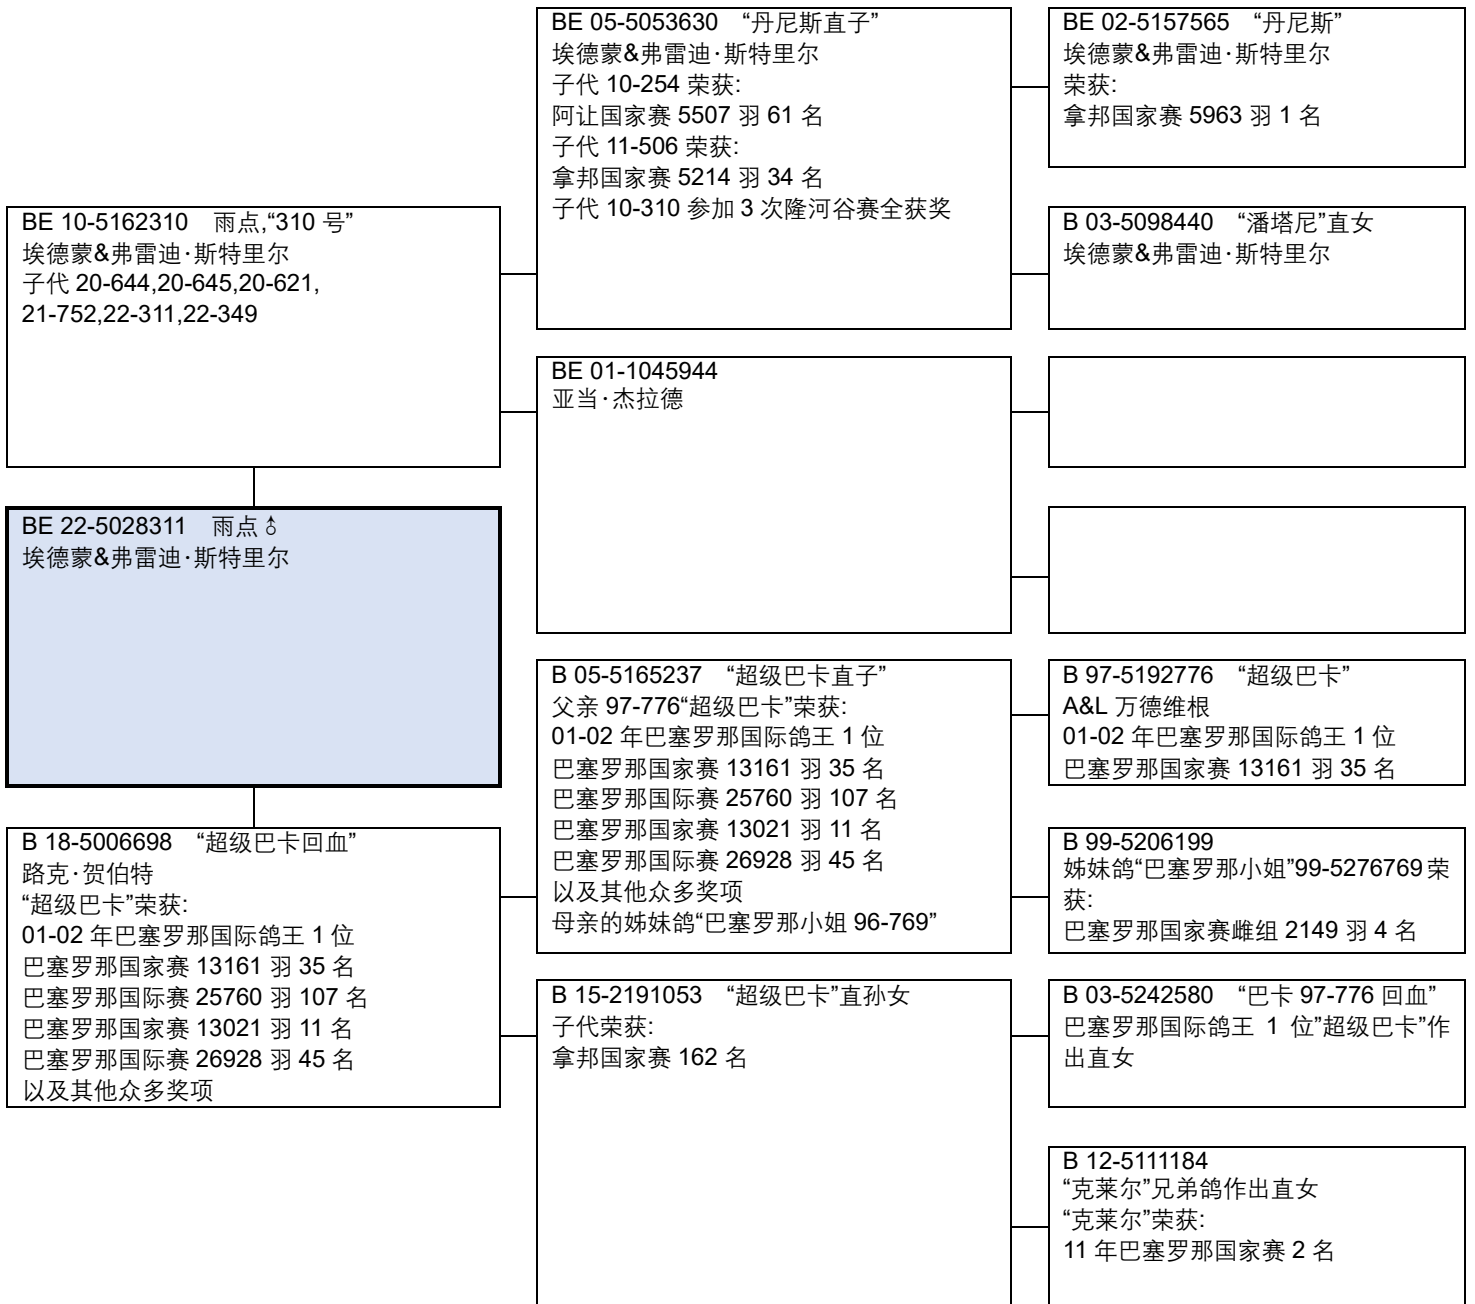 BE 05-5053630 “丹尼斯直子”
埃德蒙&弗雷迪·斯特里尔
子代 10-254 荣获:
阿让国家赛 5507 羽 61 名
子代 11-506 荣获:
拿邦国家赛 5214 羽 34 名
子代 10-310 参加 3 次隆河谷赛全获奖
BE 02-5157565 “丹尼斯”
埃德蒙&弗雷迪·斯特里尔
荣获:
拿邦国家赛 5963 羽 1 名
BE 10-5162310 雨点,“310 号”
埃德蒙&弗雷迪·斯特里尔
子代 20-644,20-645,20-621,
21-752,22-311,22-349
B 03-5098440 “潘塔尼”直女
埃德蒙&弗雷迪·斯特里尔
BE 01-1045944
亚当·杰拉德
BE 22-5028311 雨点♂
埃德蒙&弗雷迪·斯特里尔
B 05-5165237 “超级巴卡直子”
父亲 97-776“超级巴卡”荣获:
01-02 年巴塞罗那国际鸽王 1 位
巴塞罗那国家赛 13161 羽 35 名
巴塞罗那国际赛 25760 羽 107 名
巴塞罗那国家赛 13021 羽 11 名
巴塞罗那国际赛 26928 羽 45 名
以及其他众多奖项
母亲的姊妹鸽“巴塞罗那小姐 96-769”
B 97-5192776 “超级巴卡”
A&L 万德维根
01-02 年巴塞罗那国际鸽王 1 位
巴塞罗那国家赛 13161 羽 35 名
B 18-5006698 “超级巴卡回血”
路克·贺伯特
“超级巴卡”荣获:
01-02 年巴塞罗那国际鸽王 1 位
巴塞罗那国家赛 13161 羽 35 名
巴塞罗那国际赛 25760 羽 107 名
巴塞罗那国家赛 13021 羽 11 名
巴塞罗那国际赛 26928 羽 45 名
以及其他众多奖项
B 99-5206199
姊妹鸽“巴塞罗那小姐”99-5276769荣
获:
巴塞罗那国家赛雌组 2149 羽 4 名
B 15-2191053 “超级巴卡”直孙女
子代荣获:
拿邦国家赛 162 名
B 03-5242580 “巴卡 97-776 回血”
巴塞罗那国际鸽王 1 位”超级巴卡”作
出直女
B 12-5111184
“克莱尔”兄弟鸽作出直女
“克莱尔”荣获:
11 年巴塞罗那国家赛 2 名